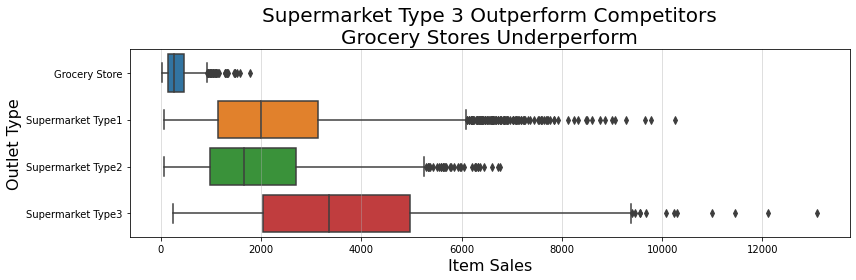 Supermarket Type 3 Outperform Competitors
Grocery Stores Underperform
Outlet Type
Grocery Store
Supermarket Type1
Supermarket Type2
Supermarket Type3
0 2000 4000 6000 8000 10000 12000
Item Sales